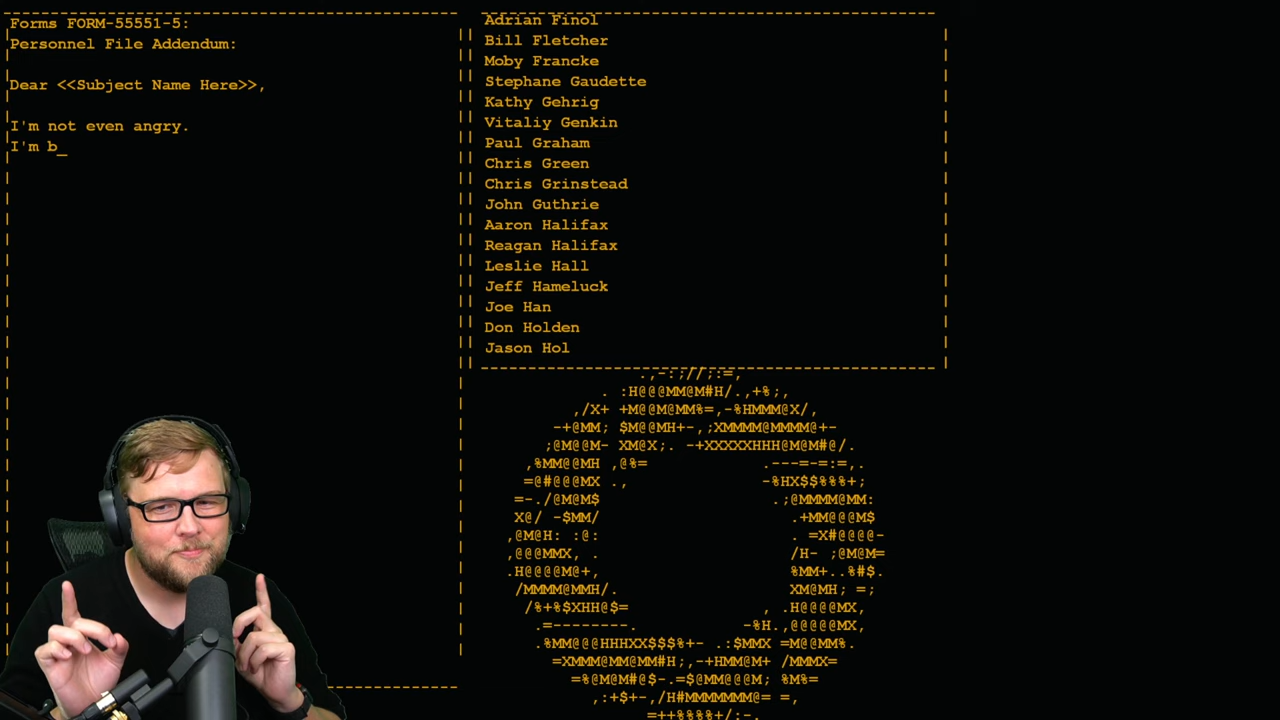 Forms FORM-55551-5:
Personnel File Addendum:
Dear <<Subject Name Here>>,
I'm not even angry.
I'm b_
Adrian Finol
Bill Fletcher
Moby Francke
Stephane Gaudette
Kathy Gehrig
Vitaliy Genkin
Paul Graham
Chris Green
Chris Grinstead
John Guthrie
Aaron Halifax
Reagan Halifax
Leslie Hall
Jeff Hameluck
Joe Han
Don Holden
Jason Hol